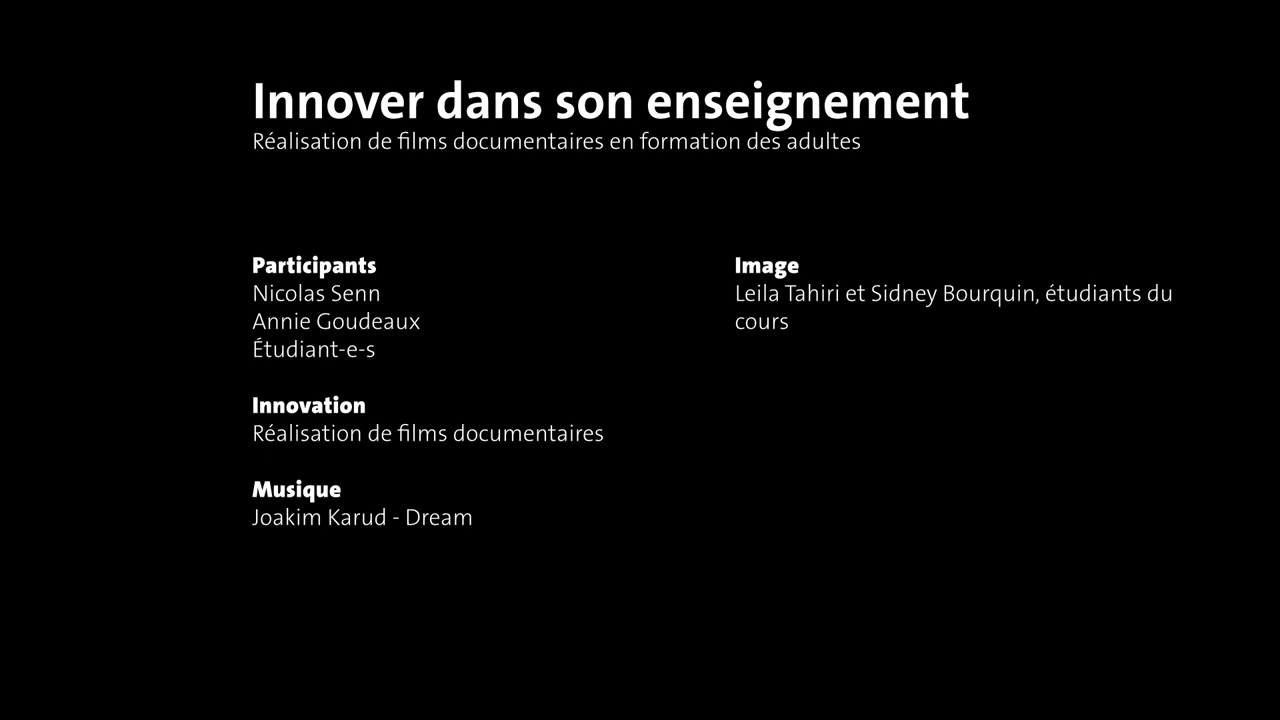 Innover dans son enseignement
Réalisation de films documentaires en formation des adultes
Participants
Nicolas Senn
Annie Goudeaux
Étudiant-e-s
Innovation
Réalisation de films documentaires
Musique
Joakim Karud - Dream
Image
Leila Tahiri et Sidney Bourquin, étudiants du
cours